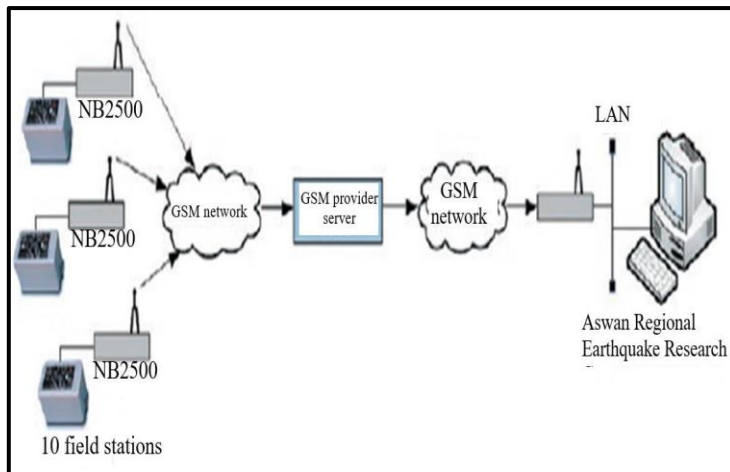 NB2500
NB2500
NB2500
10 field stations
GSM network
GSM provider
server
GSM
network
LAN
Aswan Regional
Earthquake Research